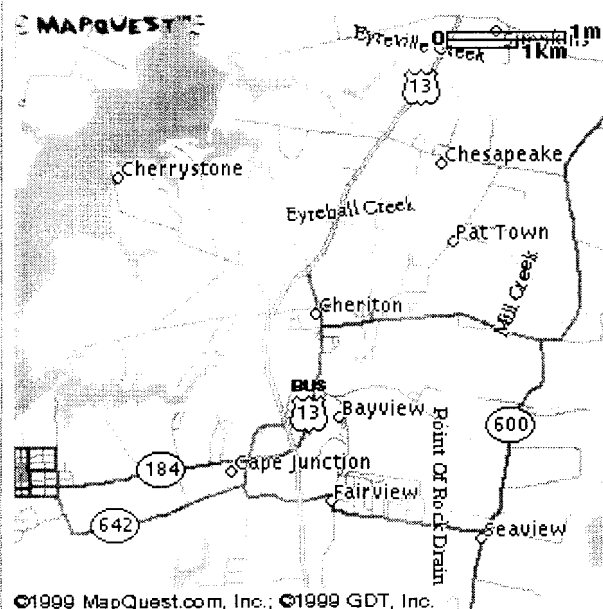 MAPQUEST
Eyreville Creek
0 1m
1km
13
Chesapeake
Cherrystone
Eyrehall Creek
Pat Town
Mill Creek
Cheriton
BUS
13
Bayview
600
Point Of Rock Drain
184
Cape Junction
Fairview
642
Seaview
©1999 MapQuest.com, Inc.; ©1999 GDT, Inc.